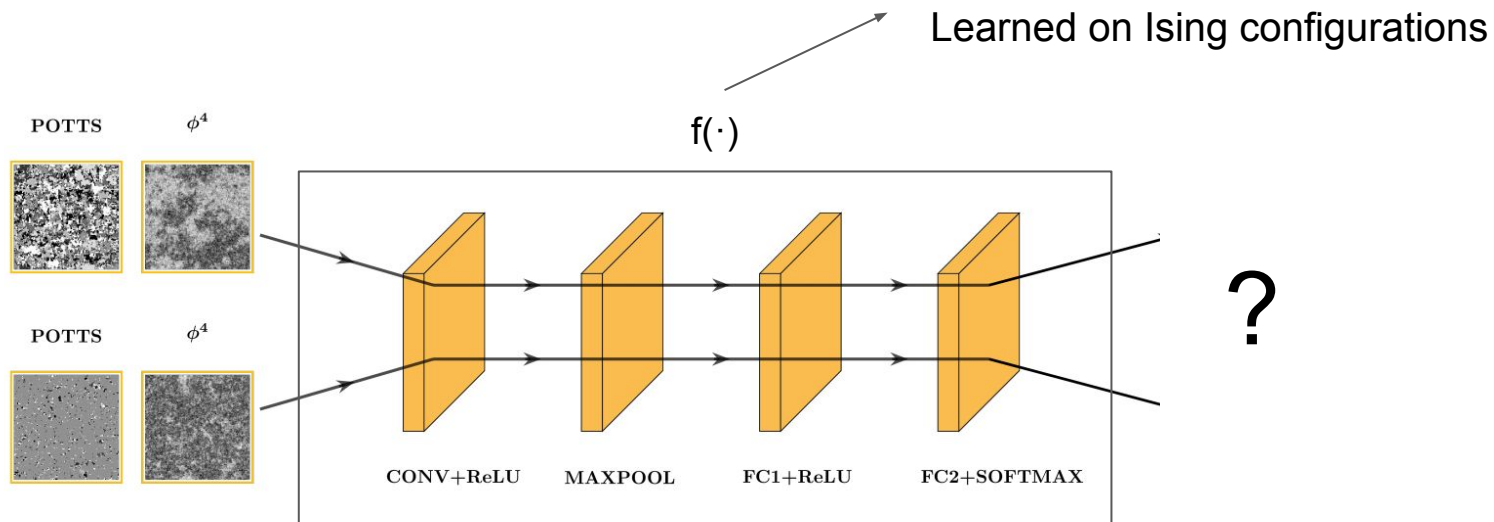 Learned on Ising configurations
f(·)
POTTS ϕ⁴
POTTS ϕ⁴
?
CONV+ReLU MAXPOOL FC1+ReLU FC2+SOFTMAX